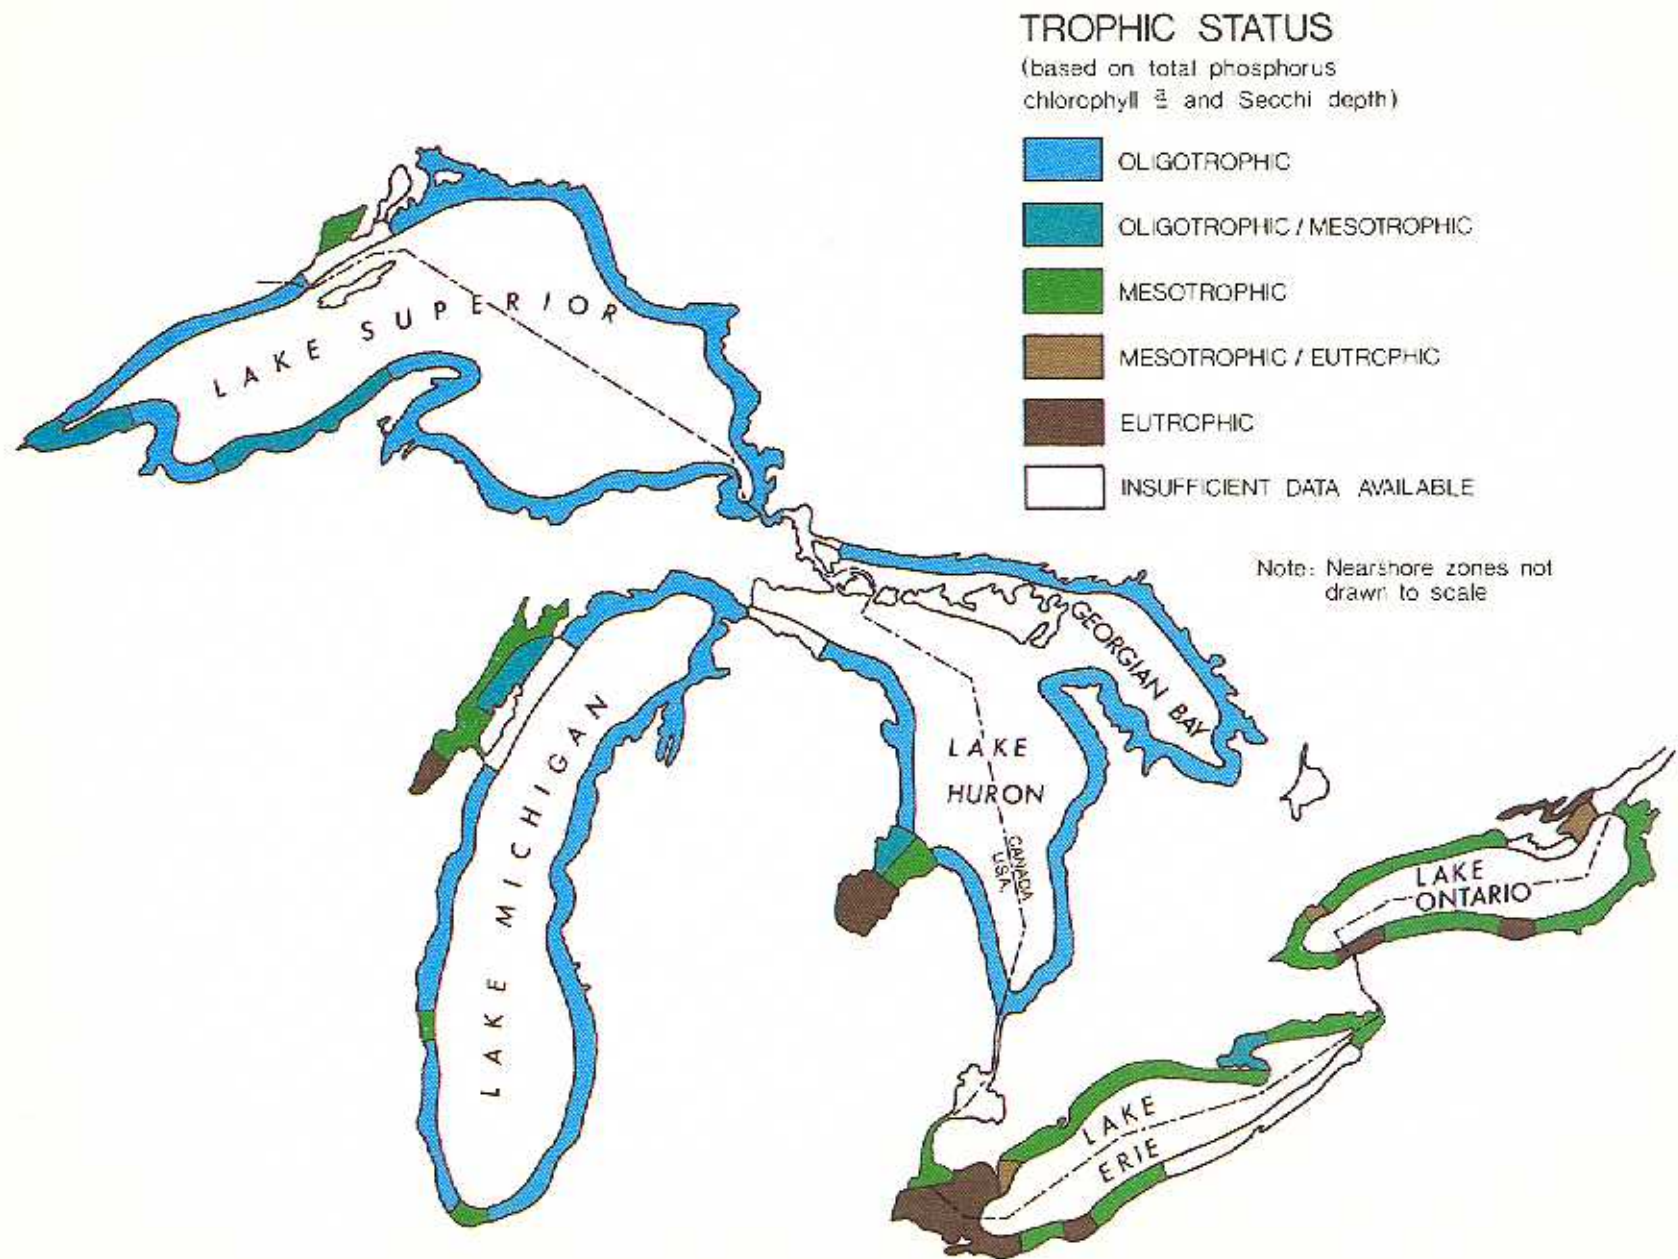 TROPHIC STATUS
(based on total phosphorus
chlorophyll a and Secchi depth)
OLIGOTROPHIC
OLIGOTROPHIC / MESOTROPHIC
MESOTROPHIC
MESOTROPHIC / EUTROPHIC
EUTROPHIC
INSUFFICIENT DATA AVAILABLE
Note: Nearshore zones not
drawn to scale
LAKE SUPERIOR
GEORGIAN BAY
LAKE MICHIGAN
LAKE
HURON
CANADA
U.S.A.
LAKE
ONTARIO
LAKE
ERIE